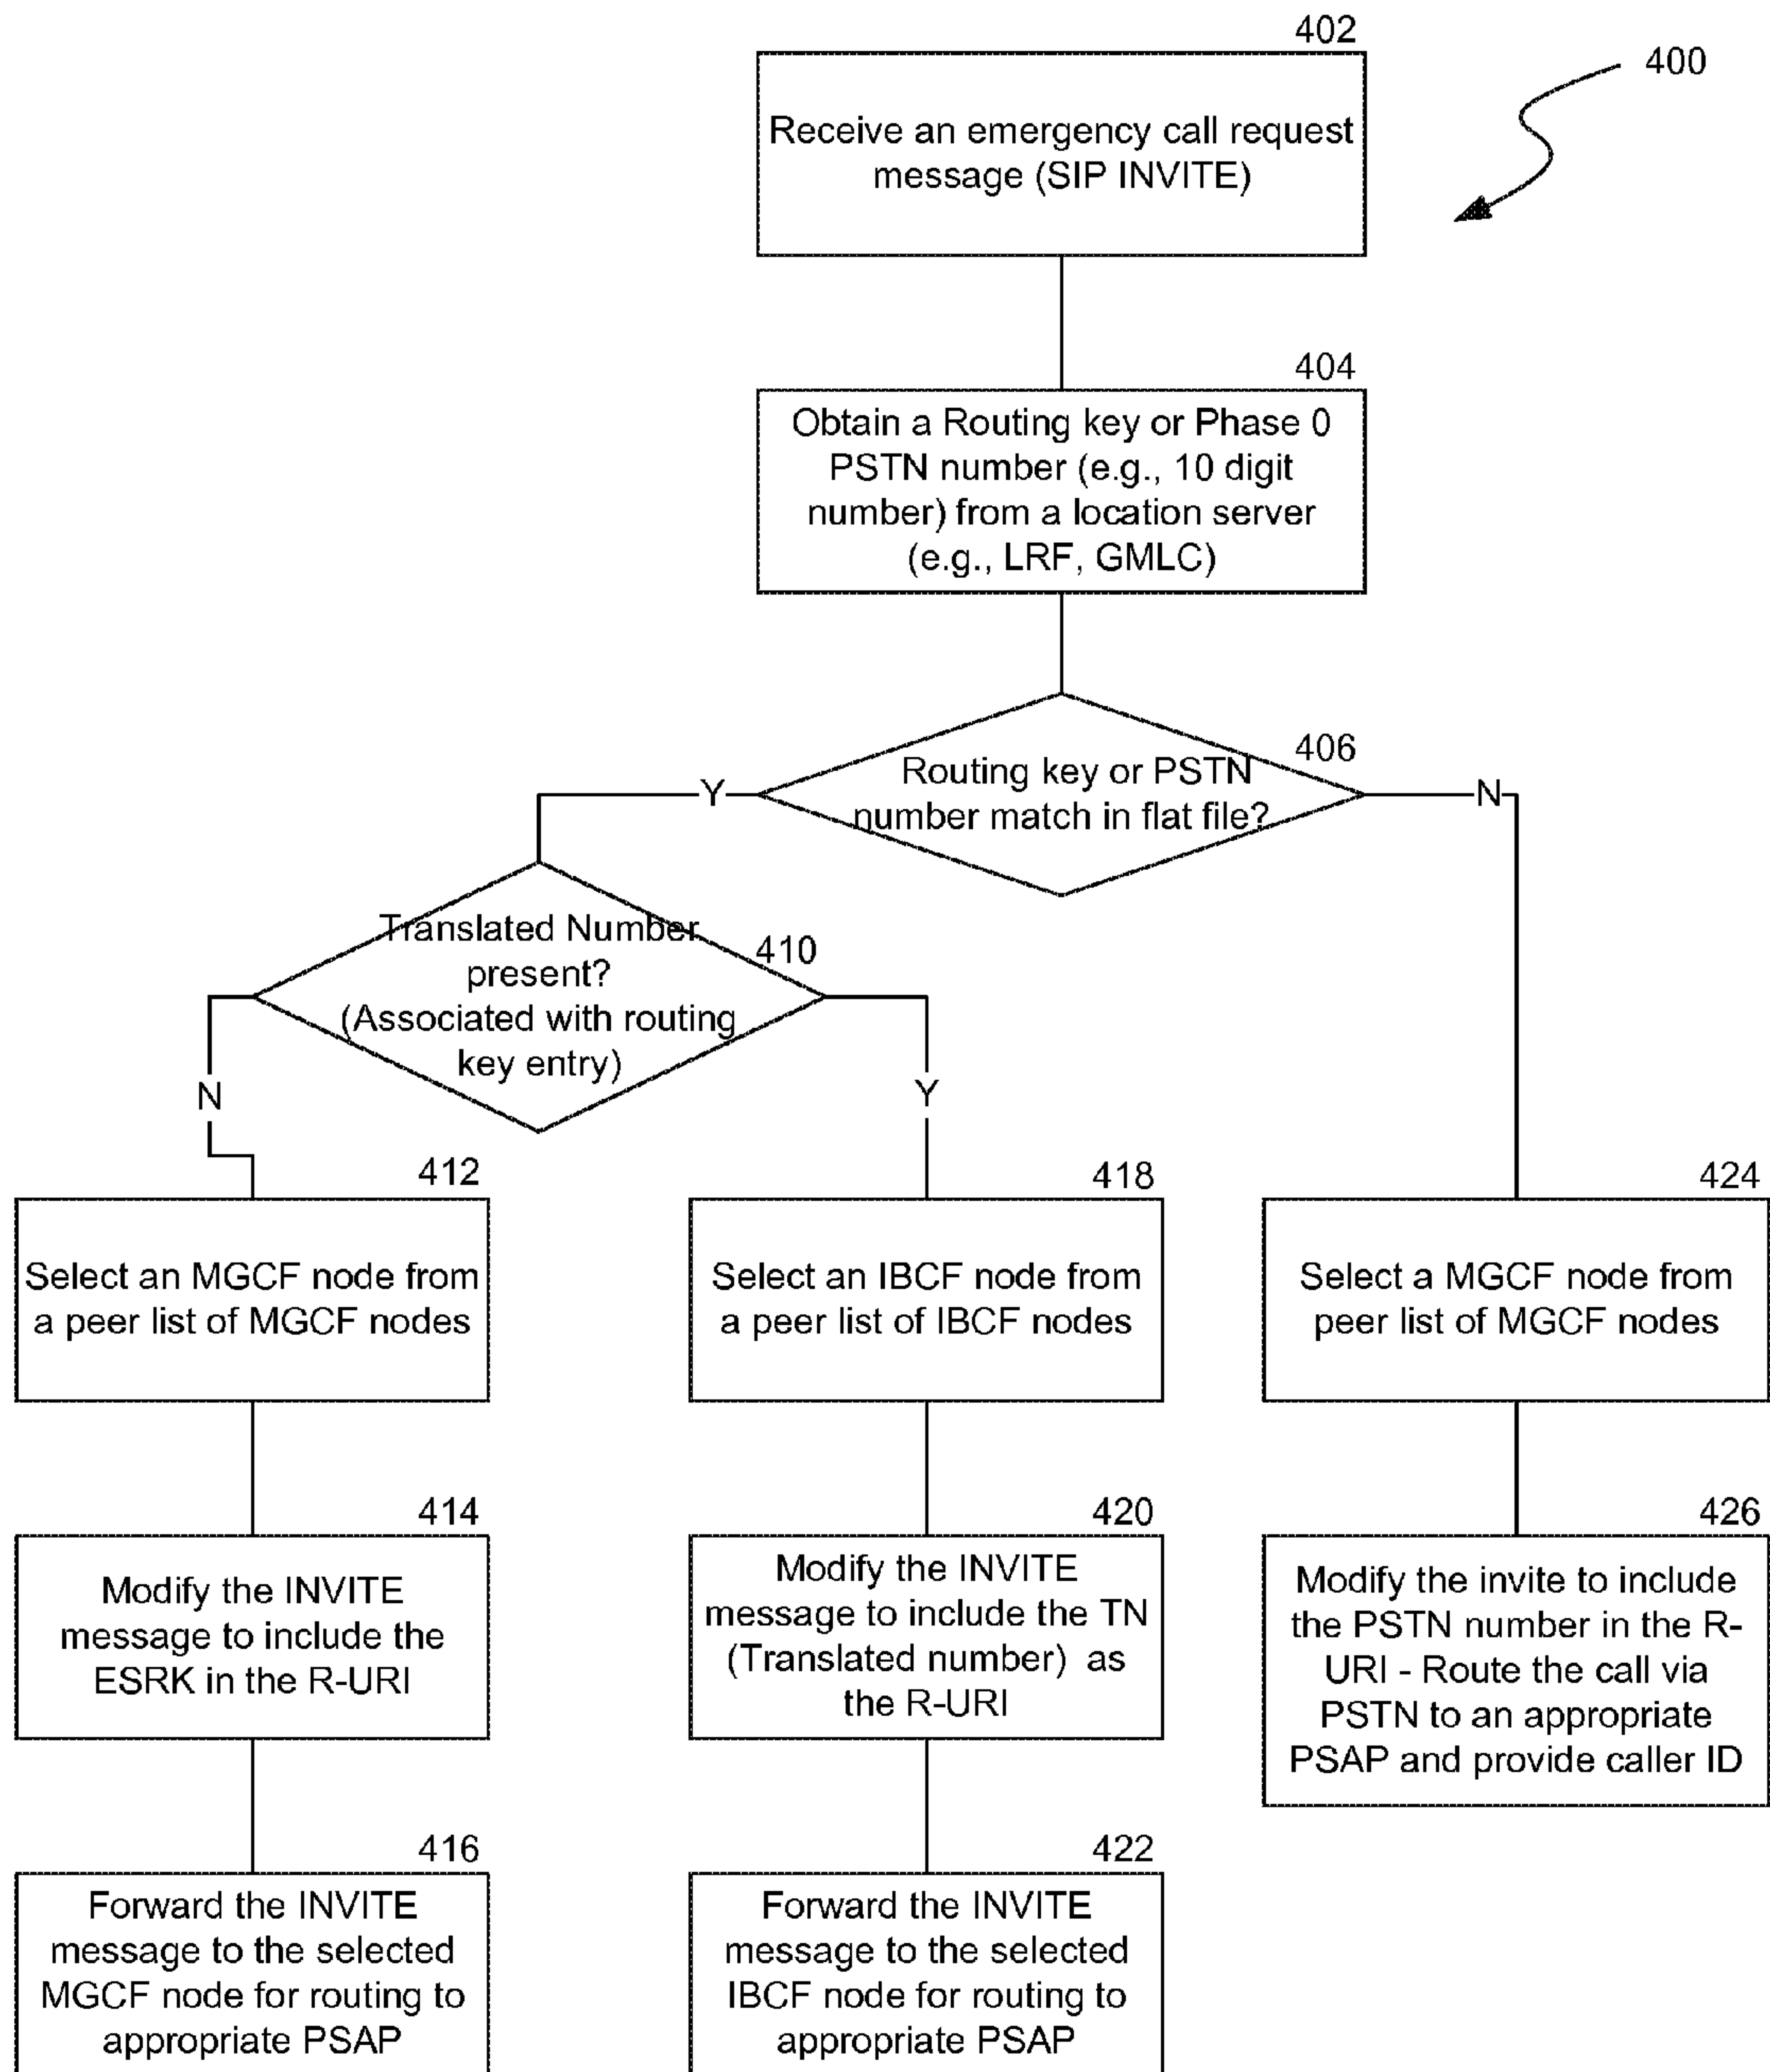 402
400
Receive an emergency call request
message (SIP INVITE)
404
Obtain a Routing key or Phase 0
PSTN number (e.g., 10 digit
number) from a location server
(e.g., LRF, GMLC)
406
Routing key or PSTN
number match in flat file?
Y
N
Translated Number
present?
(Associated with routing
key entry)
410
N
Y
412
Select an MGCF node from
a peer list of MGCF nodes
418
Select an IBCF node from
a peer list of IBCF nodes
424
Select a MGCF node from
peer list of MGCF nodes
414
Modify the INVITE
message to include the
ESRK in the R-URI
420
Modify the INVITE
message to include the TN
(Translated number) as
the R-URI
426
Modify the invite to include
the PSTN number in the R-
URI - Route the call via
PSTN to an appropriate
PSAP and provide caller ID
416
Forward the INVITE
message to the selected
MGCF node for routing to
appropriate PSAP
422
Forward the INVITE
message to the selected
IBCF node for routing to
appropriate PSAP